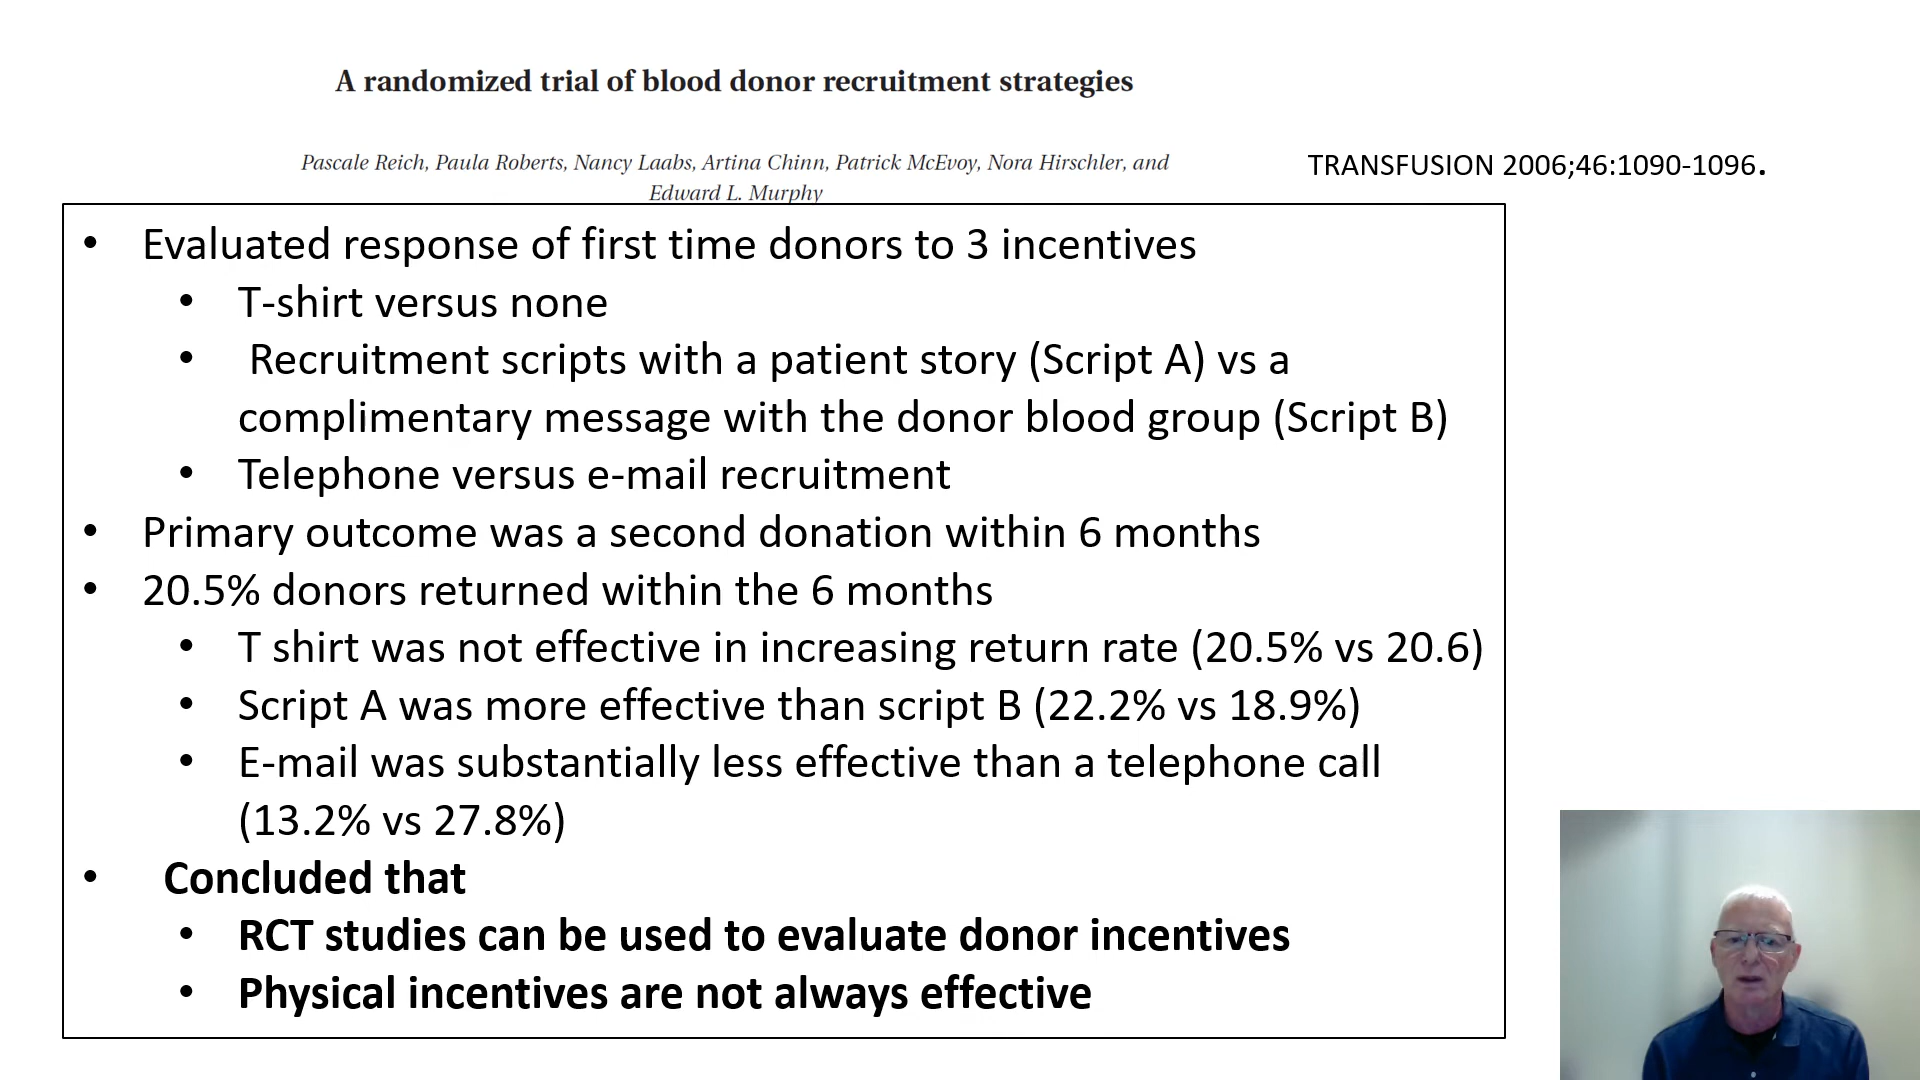 A randomized trial of blood donor recruitment strategies
Pascale Reich, Paula Roberts, Nancy Laabs, Artina Chinn, Patrick McEvoy, Nora Hirschler, and
Edward L. Murphy
TRANSFUSION 2006;46:1090-1096.
• Evaluated response of first time donors to 3 incentives
• T-shirt versus none
• Recruitment scripts with a patient story (Script A) vs a
complimentary message with the donor blood group (Script B)
• Telephone versus e-mail recruitment
• Primary outcome was a second donation within 6 months
• 20.5% donors returned within the 6 months
• T shirt was not effective in increasing return rate (20.5% vs 20.6)
• Script A was more effective than script B (22.2% vs 18.9%)
• E-mail was substantially less effective than a telephone call
(13.2% vs 27.8%)
• Concluded that
• RCT studies can be used to evaluate donor incentives
• Physical incentives are not always effective